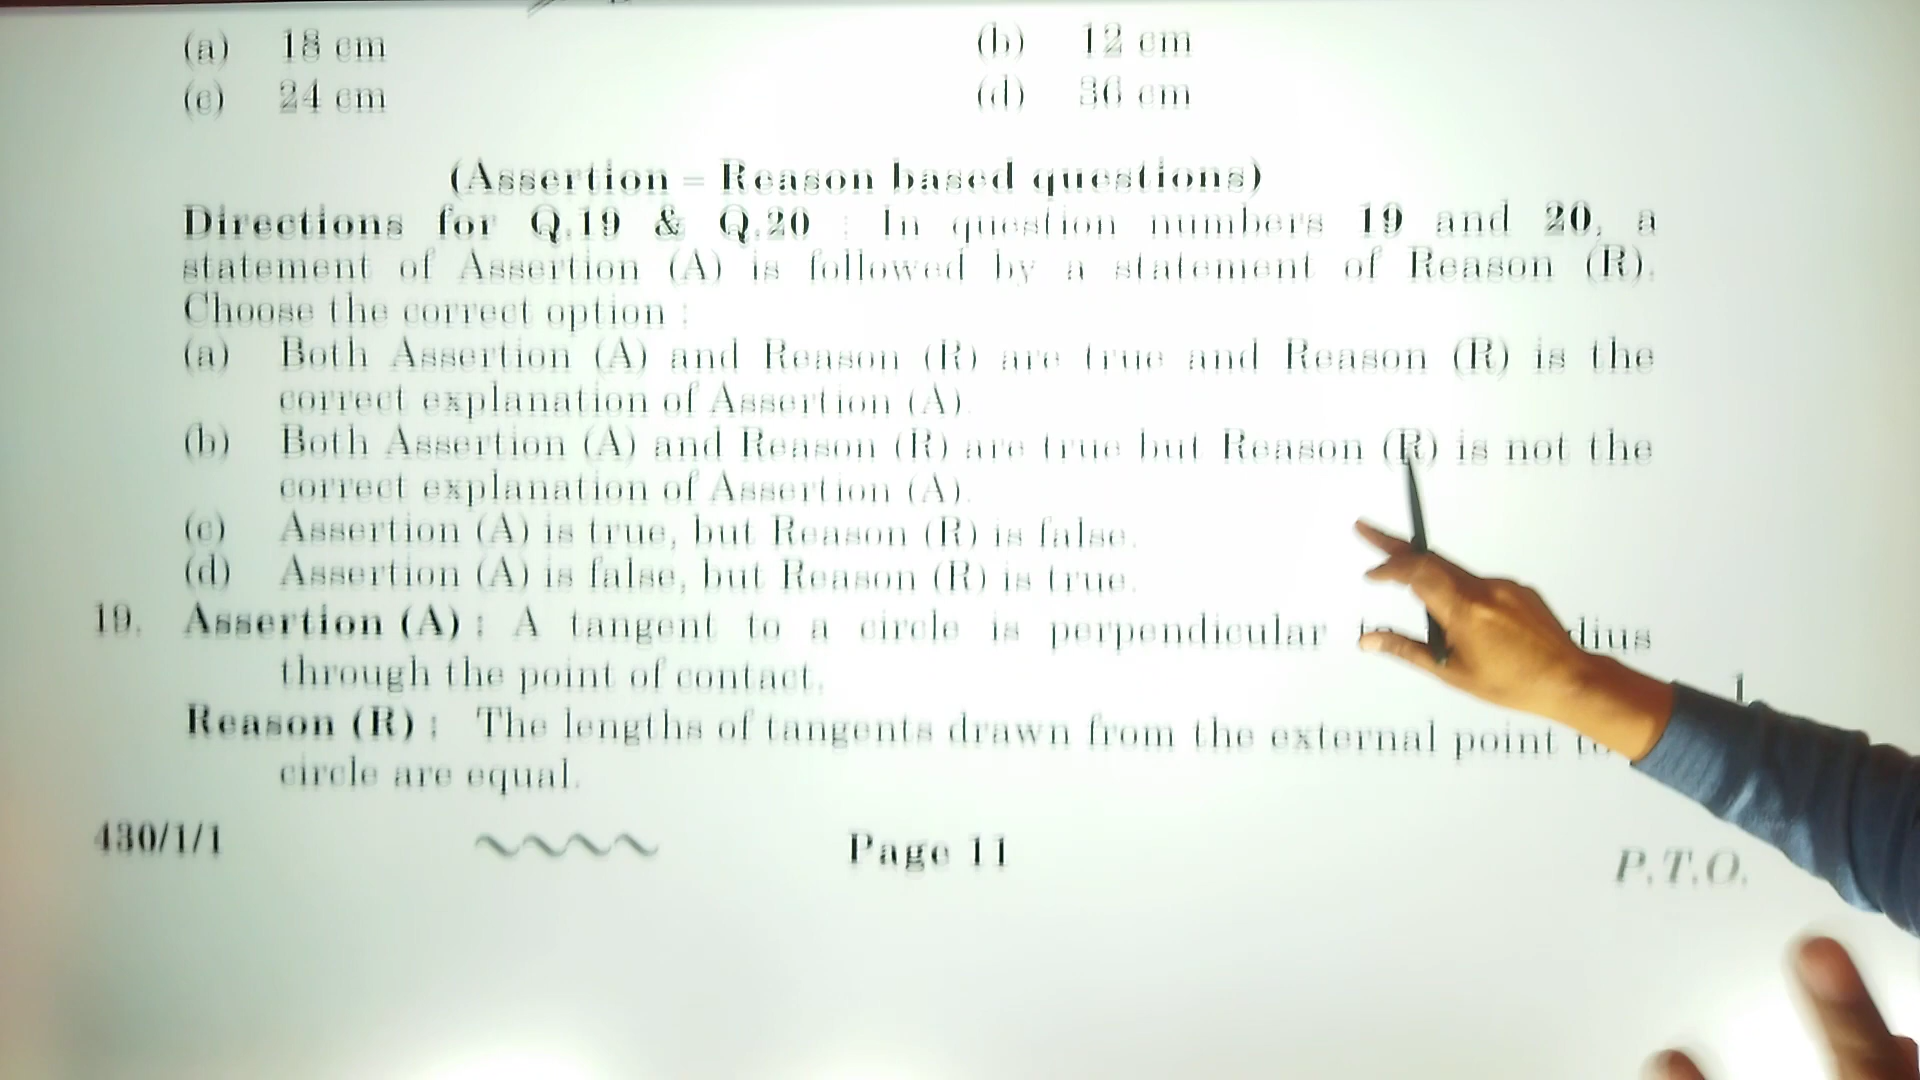 (a) 18 cm (b) 12 cm
(c) 24 cm (d) 36 cm
(Assertion – Reason based questions)
Directions for Q.19 & Q.20 : In question numbers 19 and 20, a
statement of Assertion (A) is followed by a statement of Reason (R).
Choose the correct option :
(a) Both Assertion (A) and Reason (R) are true and Reason (R) is the
correct explanation of Assertion (A).
(b) Both Assertion (A) and Reason (R) are true but Reason (R) is not the
correct explanation of Assertion (A).
(c) Assertion (A) is true, but Reason (R) is false.
(d) Assertion (A) is false, but Reason (R) is true.
19. Assertion (A) : A tangent to a circle is perpendicular to dius
through the point of contact. 1
Reason (R) : The lengths of tangents drawn from the external point to
circle are equal.
430/1/1 Page 11 P.T.O.